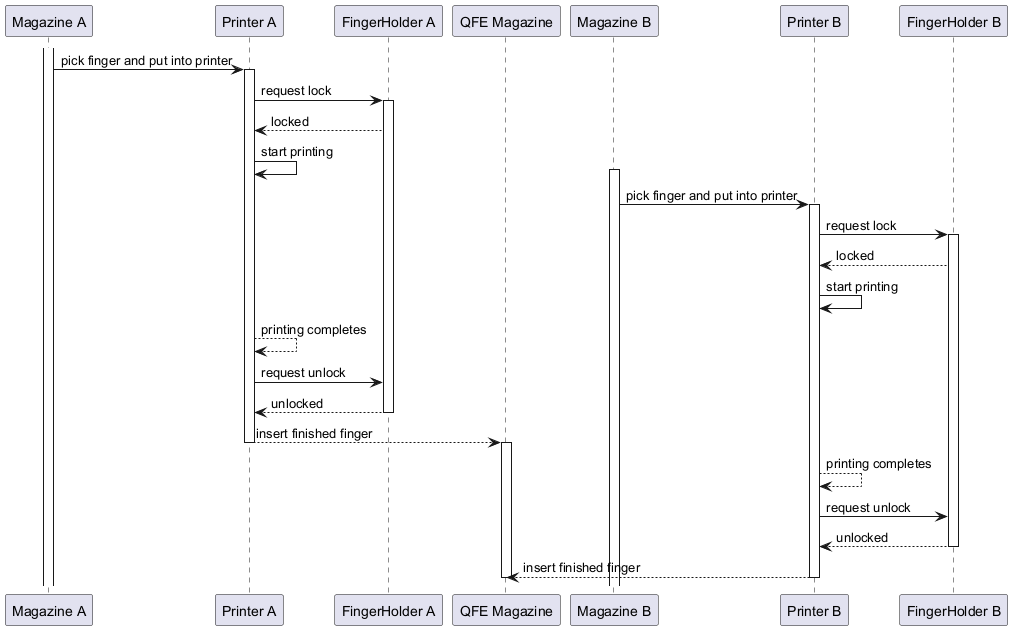 Magazine A
Printer A
FingerHolder A
QFE Magazine
Magazine B
Printer B
FingerHolder B
pick finger and put into printer
request lock
locked
start printing
pick finger and put into printer
request lock
locked
start printing
printing completes
request unlock
unlocked
insert finished finger
printing completes
request unlock
unlocked
insert finished finger
Magazine A
Printer A
FingerHolder A
QFE Magazine
Magazine B
Printer B
FingerHolder B